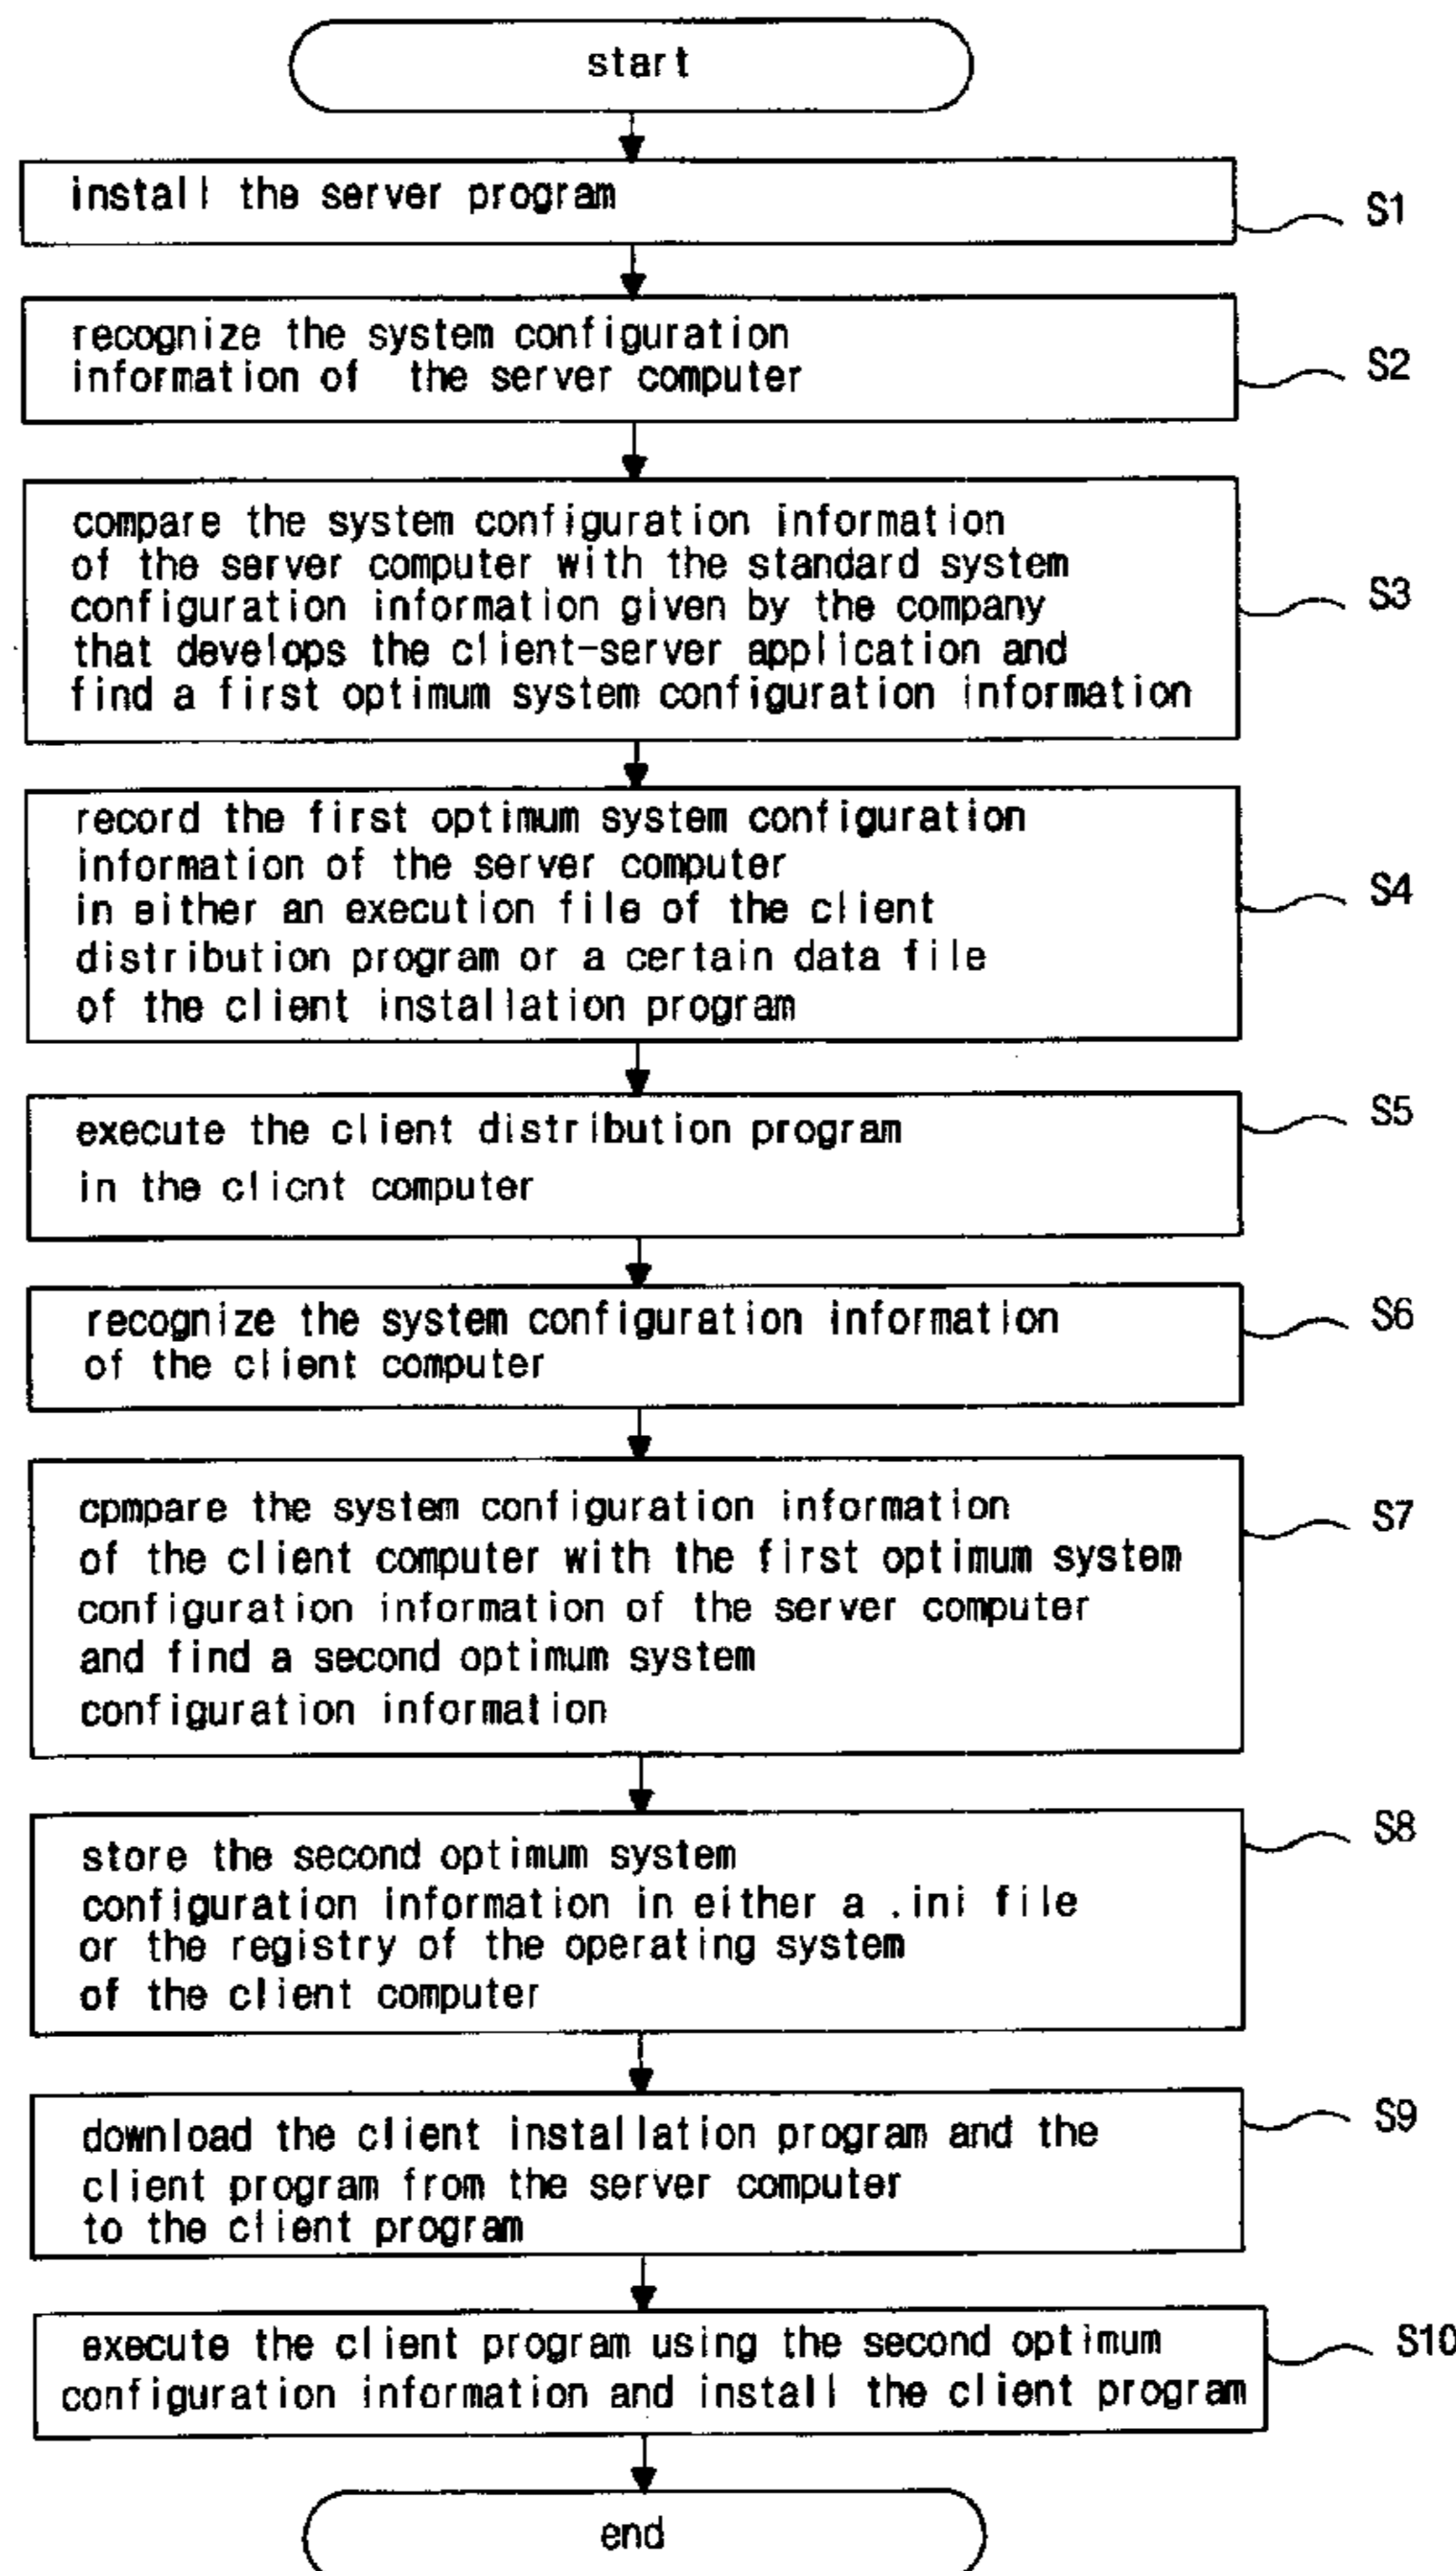 start
install the server program
S1
recognize the system configuration
information of the server computer
S2
compare the system configuration information
of the server computer with the standard system
configuration information given by the company
that develops the client-server application and
find a first optimum system configuration information
S3
record the first optimum system configuration
information of the server computer
in either an execution file of the client
distribution program or a certain data file
of the client installation program
S4
execute the client distribution program
in the client computer
S5
recognize the system configuration information
of the client computer
S6
cpmpare the system configuration information
of the client computer with the first optimum system
configuration information of the server computer
and find a second optimum system
configuration information
S7
store the second optimum system
configuration information in either a .ini file
or the registry of the operating system
of the client computer
S8
download the client installation program and the
client program from the server computer
to the client program
S9
execute the client program using the second optimum
configuration information and install the client program
S10
end